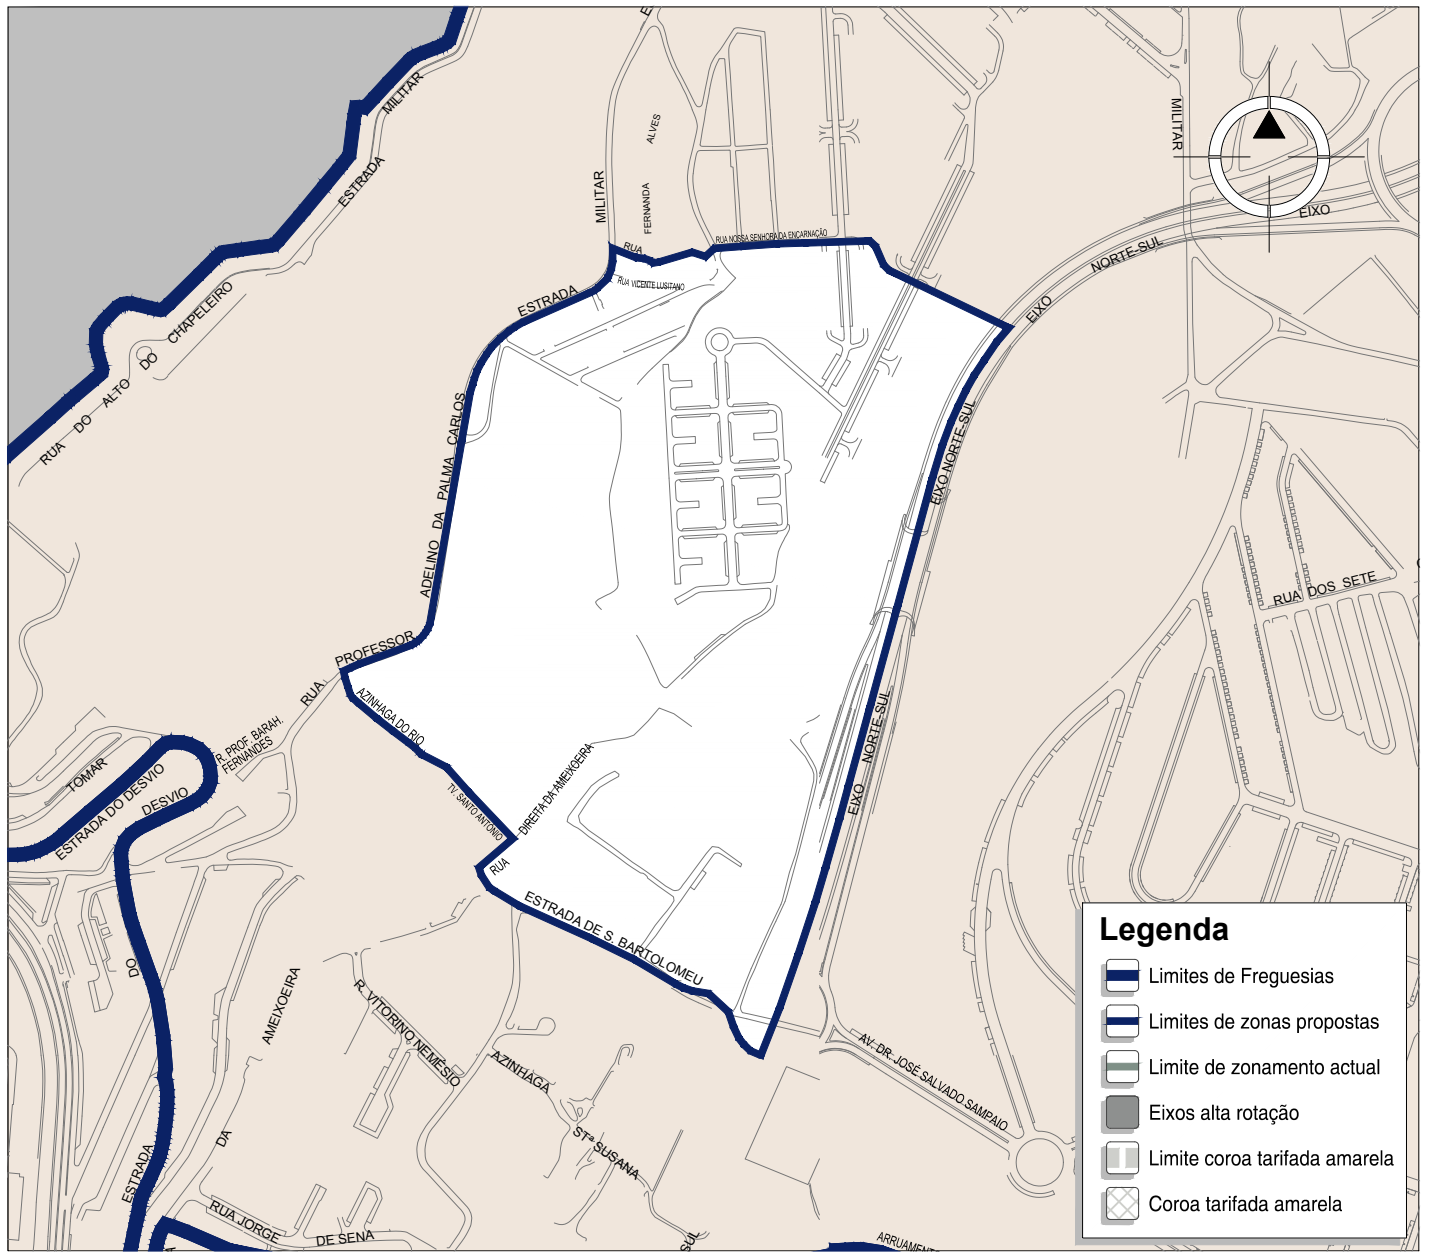 E
MILITAR
ESTRADA
MILITAR
ALVES
FERNANDA
MILITAR
EIXO
NORTE-SUL
EIXO
RUA
RUA NOSSA SENHORA DA ENCARNAÇÃO
RUA VICENTE LUSITANO
ESTRADA
RUA DO ALTO DO CHAPELEIRO
ADELINO DA PALMA CARLOS
EIXO NORTE-SUL
RUA DOS SETE
PROFESSOR
RUA
AZINHAGA DO RIO
R. PROF. BARAH.
FERNANDES
TOMAR
ESTRADA DO DESVIO
DESVIO
TV. SANTO ANTÓNIO
DIREITA DA AMEIXOEIRA
RUA
EIXO NORTE-SUL
ESTRADA DE S. BARTOLOMEU
DO
AMEIXOEIRA
R. VITORINO NEMÉSIO
AZINHAGA
STª SUSANA
AV. DR. JOSÉ SALVADO SAMPAIO
DA
ESTRADA
RUA JORGE
DE SENA
SUL
ARRUAMENTO
A
Legenda
Limites de Freguesias
Limites de zonas propostas
Limite de zonamento actual
Eixos alta rotação
Limite coroa tarifada amarela
Coroa tarifada amarela